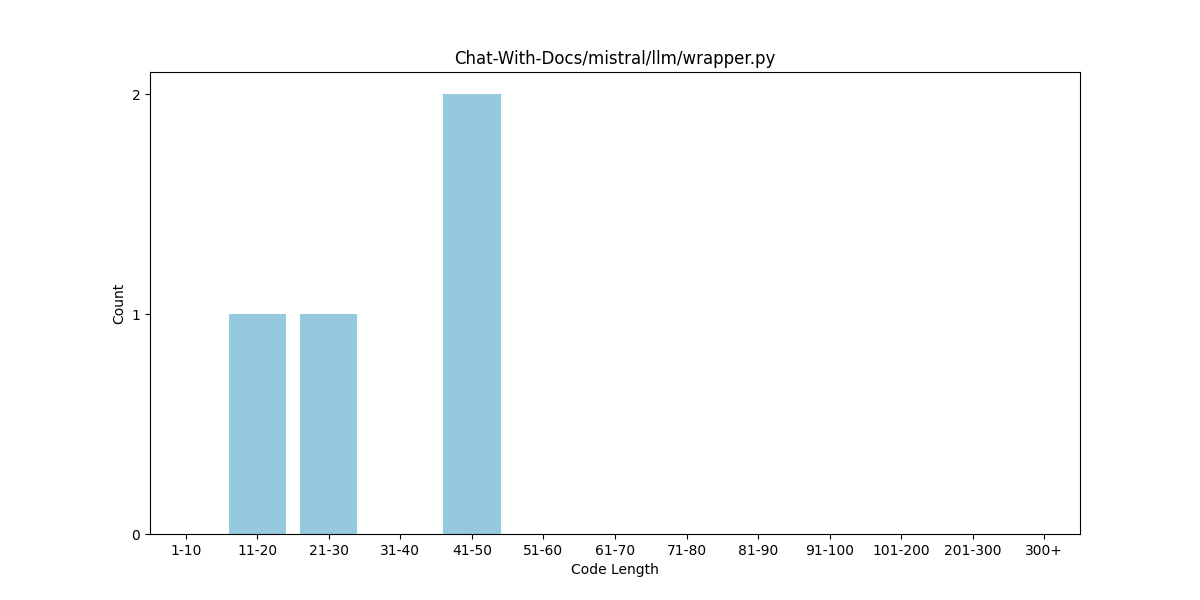 Chat-With-Docs/mistral/llm/wrapper.py
2
1
0
Count
1-10 11-20 21-30 31-40 41-50 51-60 61-70 71-80 81-90 91-100 101-200 201-300 300+
Code Length